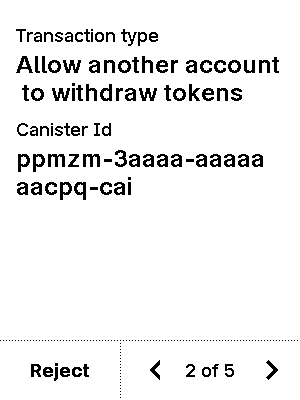 Transaction type
Allow another account
to withdraw tokens
Canister Id
ppmzm-3aaaa-aaaaa
aacpq-cai
Reject
2 of 5